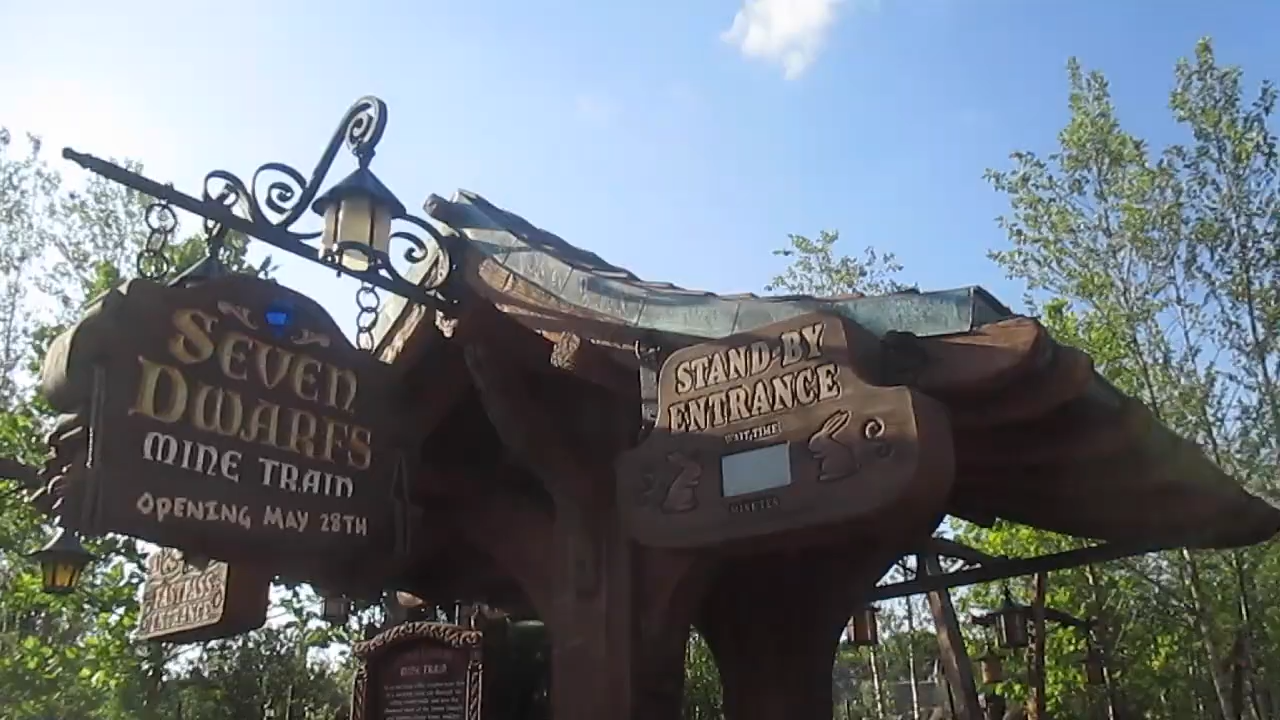 SEVEN
DWARFS
MINE TRAIN
OPENING MAY 28TH
STAND-BY
ENTRANCE
WAIT TIME
MINUTES
FASTPASS
ENTRANCE
MINE TRAIN